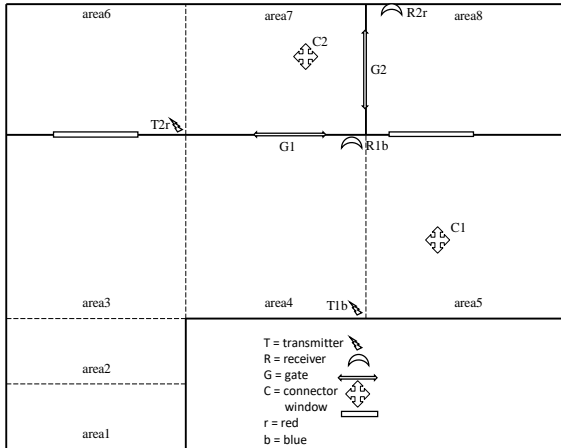 area6
area7
R2r
area8
C2
G2
T2r
G1
R1b
C1
area3
area4
T1b
area5
area2
area1
T = transmitter
R = receiver
G = gate
C = connector
window
r = red
b = blue